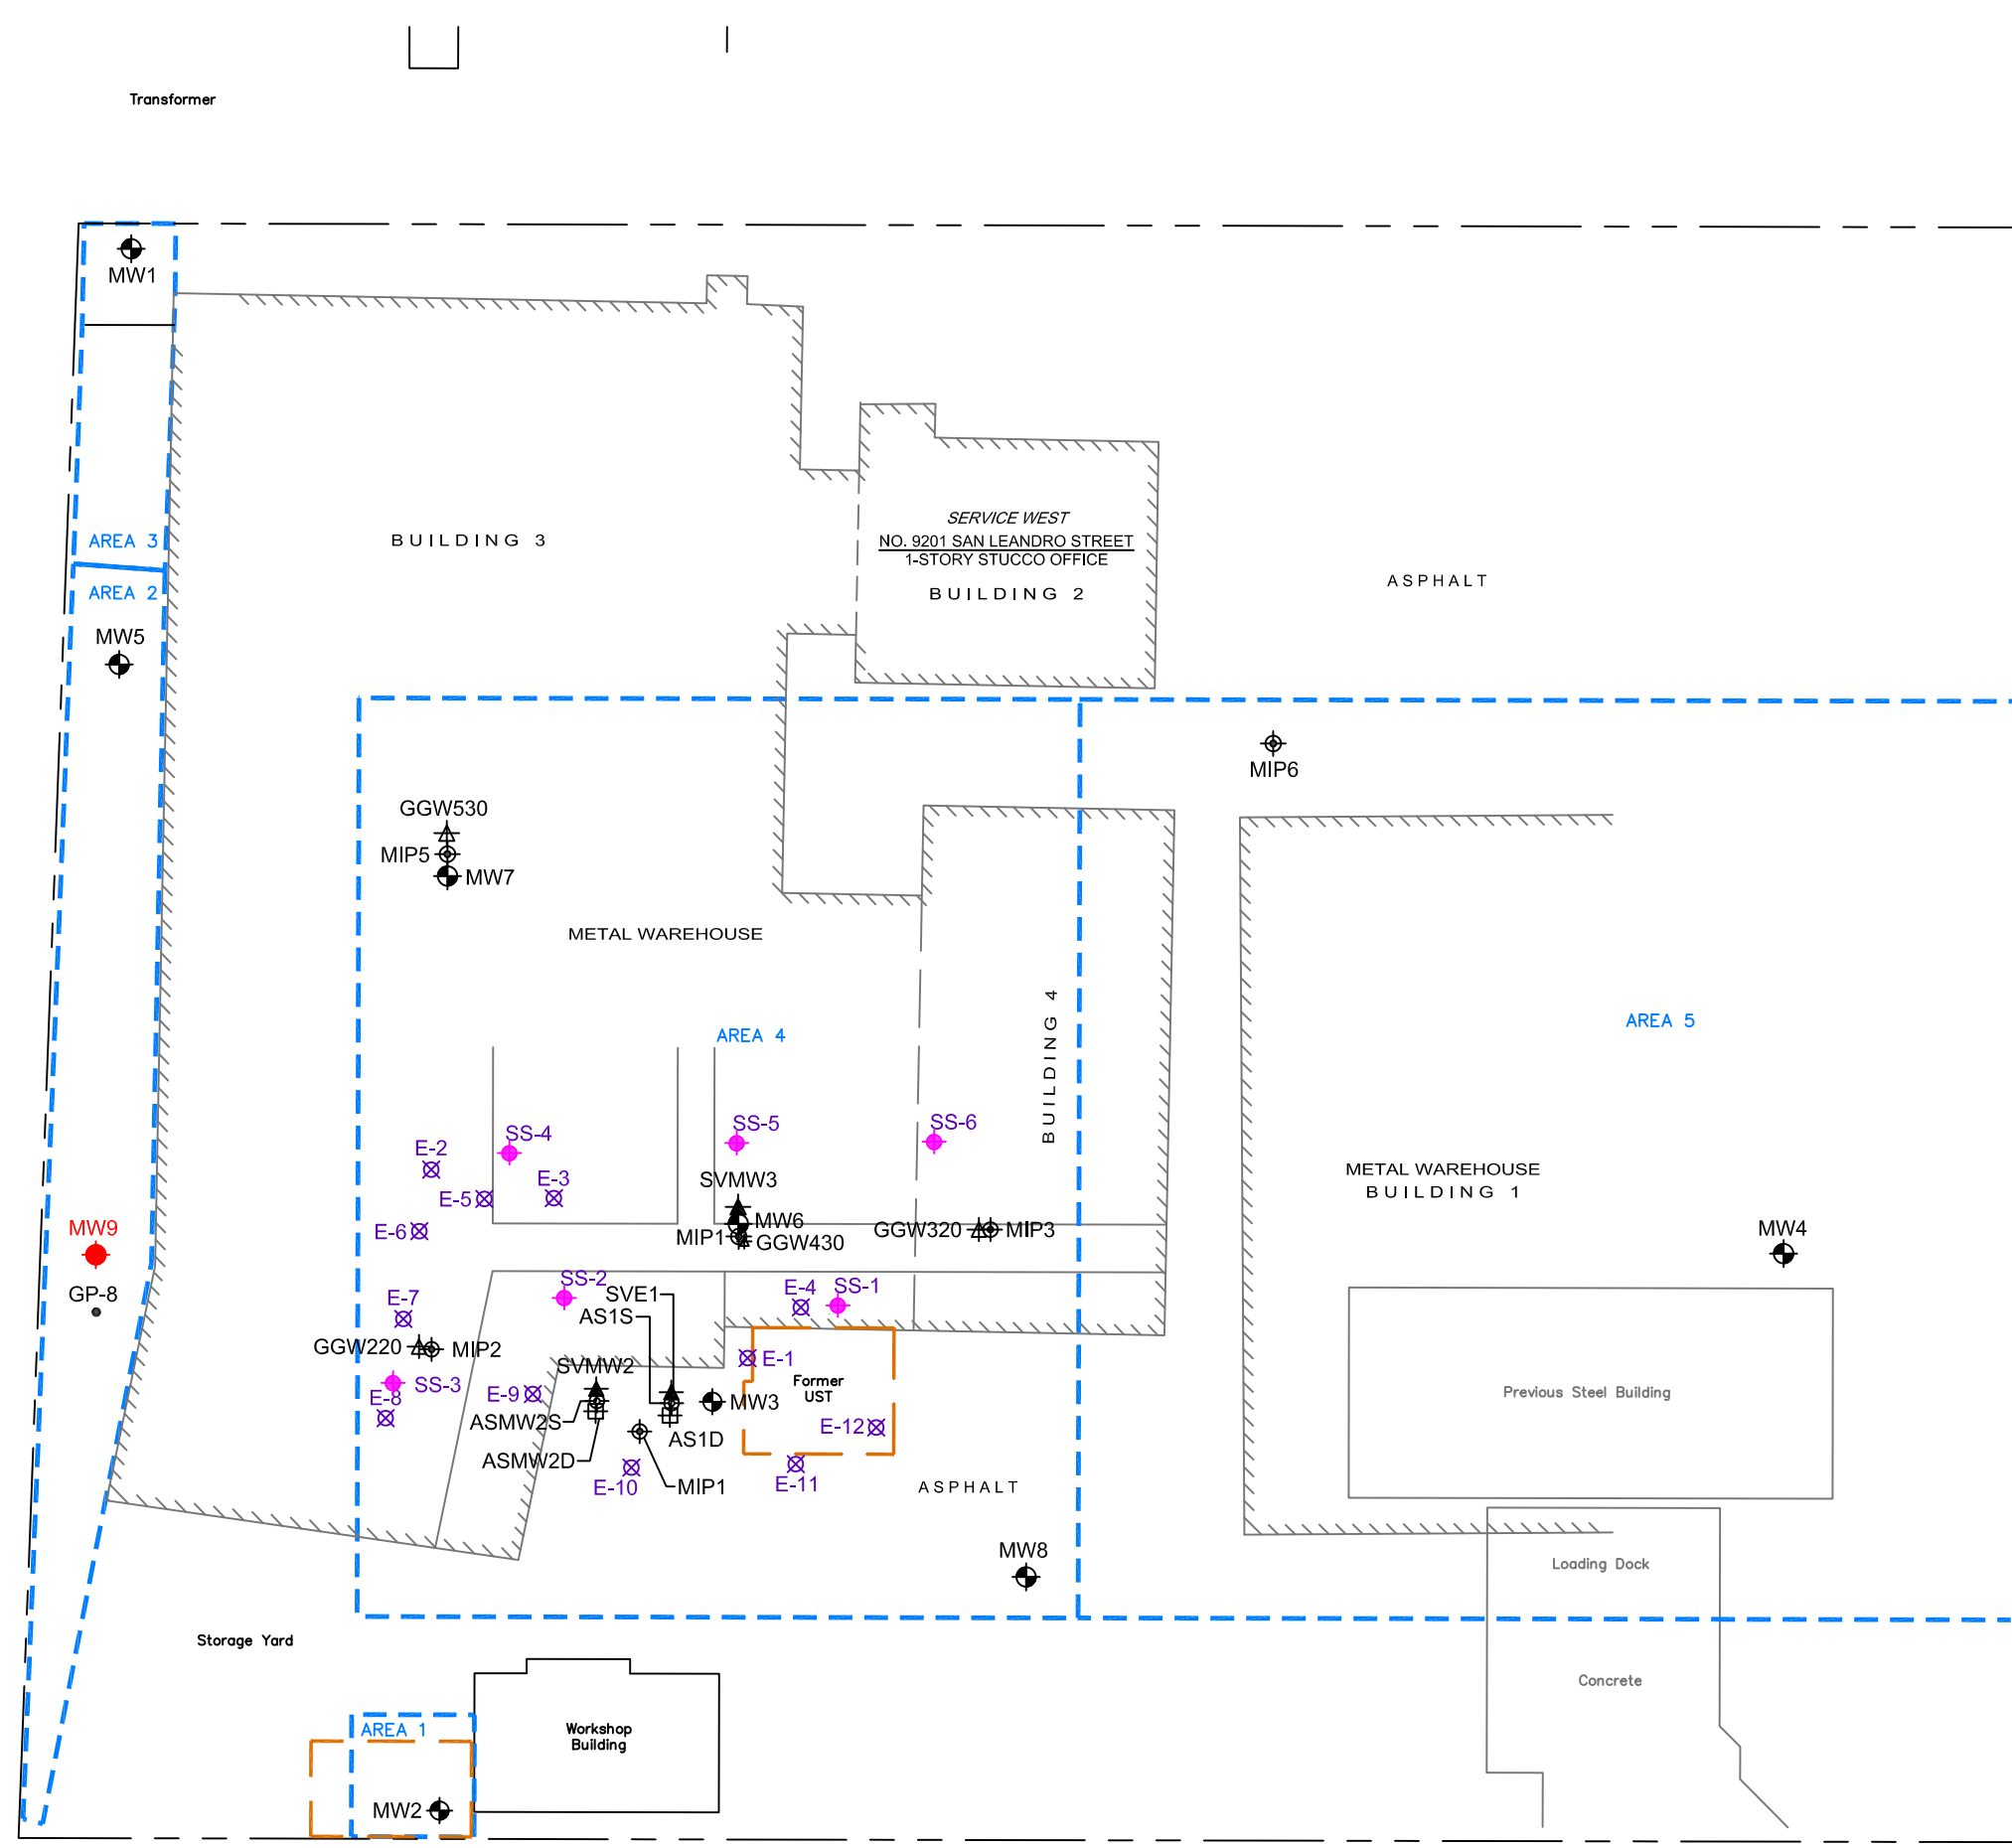 Transformer
MW1
SERVICE WEST
NO. 9201 SAN LEANDRO STREET
1-STORY STUCCO OFFICE
BUILDING 2
BUILDING 3
AREA 3
AREA 2
ASPHALT
MW5
MIP6
GGW530
MIP5
MW7
METAL WAREHOUSE
BUILDING 4
AREA 4
AREA 5
SS-4
SS-5
SS-6
E-2
E-3
E-5
SVMW3
METAL WAREHOUSE
BUILDING 1
MW9
E-6
MW6
MIP1
GGW430
GGW320
MIP3
MW4
GP-8
SS-2
SVE1
AS1S
E-4
SS-1
E-7
GGW220
MIP2
SVMW2
E-1
Former
UST
SS-3
E-8
E-9
MW3
Previous Steel Building
ASMW2S
AS1D
E-12
ASMW2D
E-10
MIP1
E-11
ASPHALT
MW8
Loading Dock
Storage Yard
Concrete
AREA 1
Workshop
Building
MW2